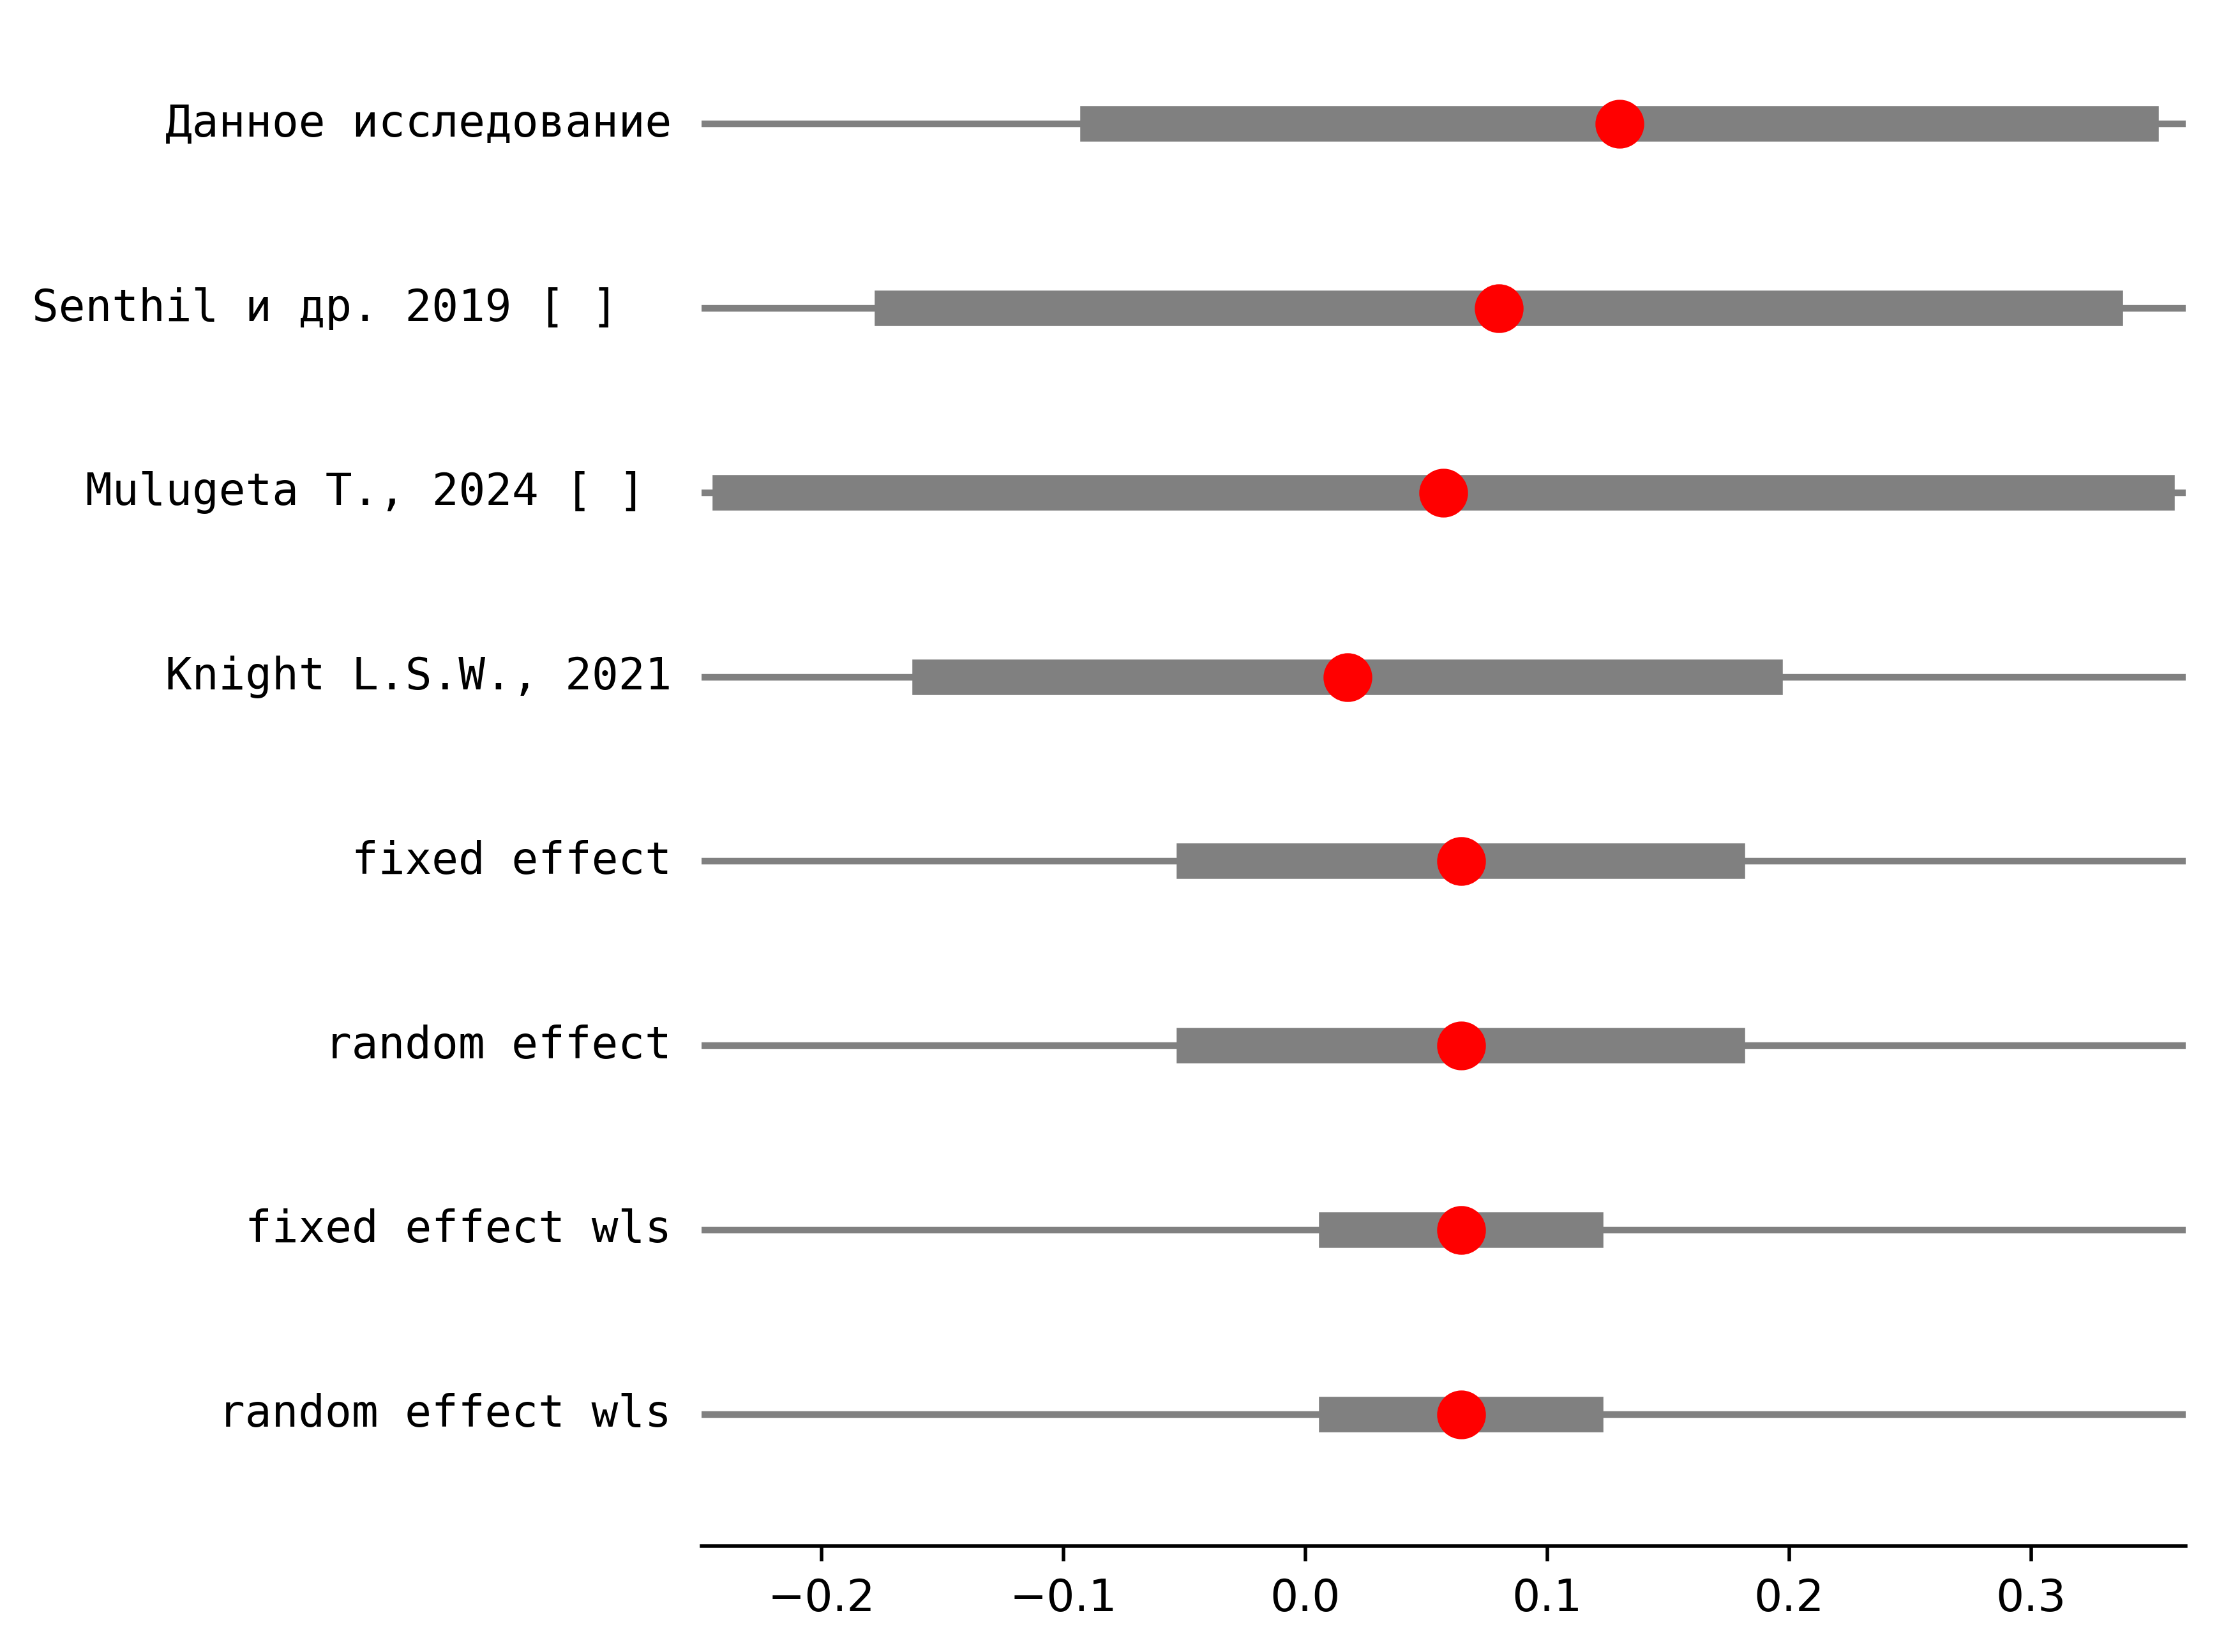 Данное исследование
Senthil и др. 2019 [ ]
Mulugeta T., 2024 [ ]
Knight L.S.W., 2021
fixed effect
random effect
fixed effect wls
random effect wls
−0.2 −0.1 0.0 0.1 0.2 0.3